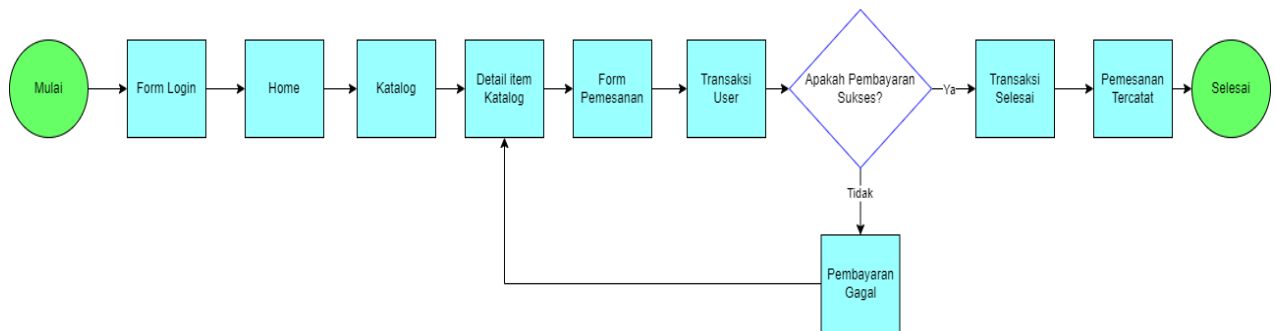 Mulai
Form Login
Home
Katalog
Detail item
Katalog
Form
Pemesanan
Transaksi
User
Apakah Pembayaran
Sukses?
Ya
Transaksi
Selesai
Pemesanan
Tercatat
Selesai
Tidak
Pembayaran
Gagal